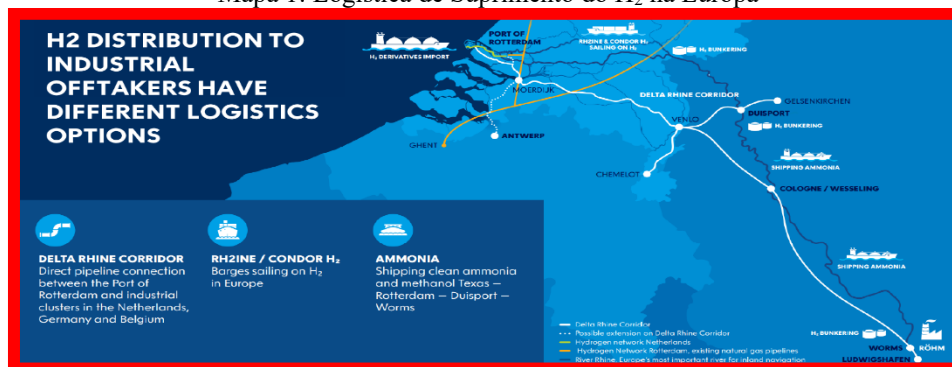 Mapa 1: Logística de Suprimento do H₂ na Europa
H2 DISTRIBUTION TO
INDUSTRIAL
OFFTAKERS HAVE
DIFFERENT LOGISTICS
OPTIONS
H₂ DERIVATIVES IMPORT
PORT OF
ROTTERDAM
RH2INE & CONDOR H₂
SAILING ON H₂
H₂ BUNKERING
MOERDIJK
DELTA RHINE CORRIDOR
GELSENKIRCHEN
DUISPORT
VENLO
H₂ BUNKERING
ANTWERP
GHENT
SHIPPING AMMONIA
CHEMELOT
COLOGNE / WESSELING
SHIPPING AMMONIA
DELTA RHINE CORRIDOR
Direct pipeline connection
between the Port of
Rotterdam and industrial
clusters in the Netherlands,
Germany and Belgium
RH2INE / CONDOR H₂
Barges sailing on H₂
in Europe
AMMONIA
Shipping clean ammonia
and methanol Texas –
Rotterdam – Duisport –
Worms
Delta Rhine Corridor
Possible extension on Delta Rhine Corridor
Hydrogen network Netherlands
Hydrogen Network Rotterdam, existing natural gas pipelines
River Rhine, Europe's most important river for inland navigation
H₂ BUNKERING
WORMS
RÖHM
LUDWIGSHAFEN